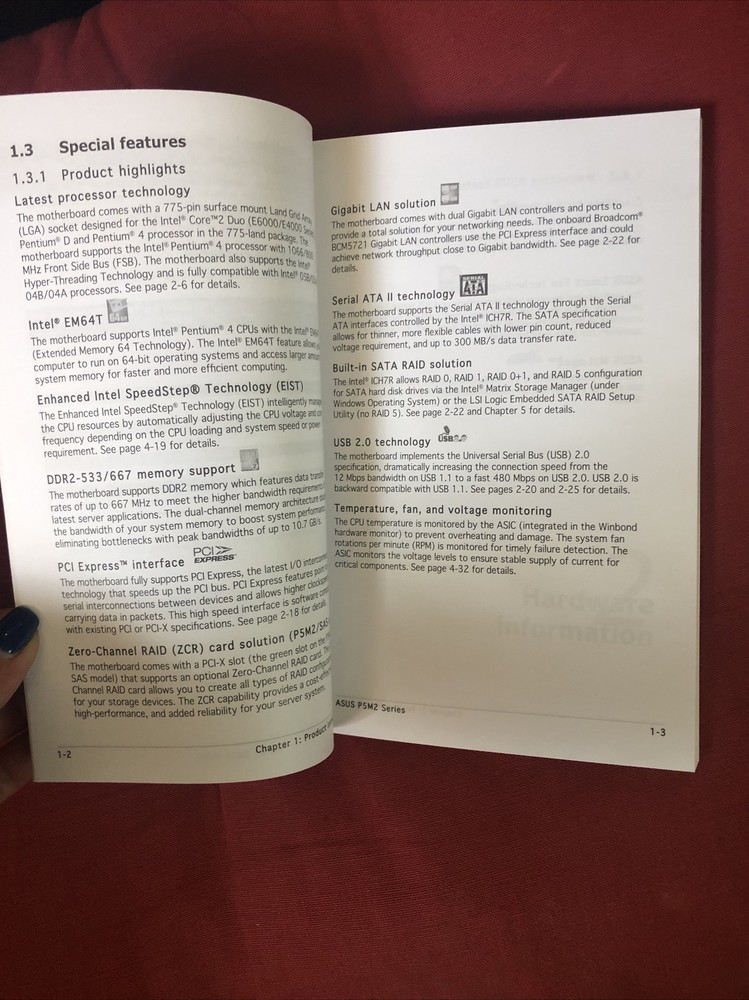 1.3 Special features
1.3.1 Product highlights
Latest processor technology
The motherboard comes with a 775-pin surface mount Land Grid Array
(LGA) socket designed for the Intel® Core™2 Duo (E6000/E4000
Pentium® D and Pentium® 4 processor in the 775-land package. The
motherboard supports the Intel® Pentium® 4 processor with 1066/
MHz Front Side Bus (FSB). The motherboard also supports the Intel®
Hyper-Threading Technology and is fully compatible with Intel®
04B/04A processors. See page 2-6 for details.
Intel® EM64T
The motherboard supports Intel® Pentium® 4 CPUs with the Intel®
(Extended Memory 64 Technology). The Intel® EM64T feature allows
computer to run on 64-bit operating systems and access larger
system memory for faster and more efficient computing.
Enhanced Intel SpeedStep® Technology (EIST)
The Enhanced Intel SpeedStep® Technology (EIST) intelligently
the CPU resources by automatically adjusting the CPU voltage and
frequency depending on the CPU loading and system speed or power
requirement. See page 4-19 for details.
DDR2-533/667 memory support
The motherboard supports DDR2 memory which features data
rates of up to 667 MHz to meet the higher bandwidth
latest server applications. The dual-channel memory architecture
the bandwidth of your system memory to boost system
eliminating bottlenecks with peak bandwidths of up to 10.7 GB/s.
PCI Express™ interface PCI EXPRESS
The motherboard fully supports PCI Express, the latest I/O
technology that speeds up the PCI bus. PCI Express features
serial interconnections between devices and allows higher
carrying data in packets. This high speed interface is software
with existing PCI or PCI-X specifications. See page 2-18 for details.
Zero-Channel RAID (ZCR) card solution (P5M2/SAS
The motherboard comes with a PCI-X slot (the green slot on the
SAS model) that supports an optional Zero-Channel RAID card. The
Channel RAID card allows you to create all types of RAID
for your storage devices. The ZCR capability provides a
high-performance, and added reliability for your server system.
1-2 Chapter 1: Product
Gigabit LAN solution
The motherboard comes with dual Gigabit LAN controllers and ports to
provide a total solution for your networking needs. The onboard Broadcom®
BCM5721 Gigabit LAN controllers use the PCI Express interface and could
achieve network throughput close to Gigabit bandwidth. See page 2-22 for
details.
Serial ATA II technology SERIAL ATA
The motherboard supports the Serial ATA II technology through the Serial
ATA interfaces controlled by the Intel® ICH7R. The SATA specification
allows for thinner, more flexible cables with lower pin count, reduced
voltage requirement, and up to 300 MB/s data transfer rate.
Built-in SATA RAID solution
The Intel® ICH7R allows RAID 0, RAID 1, RAID 0+1, and RAID 5 configuration
for SATA hard disk drives via the Intel® Matrix Storage Manager (under
Windows Operating System) or the LSI Logic Embedded SATA RAID Setup
Utility (no RAID 5). See page 2-22 and Chapter 5 for details.
USB 2.0 technology USB2.0
The motherboard implements the Universal Serial Bus (USB) 2.0
specification, dramatically increasing the connection speed from the
12 Mbps bandwidth on USB 1.1 to a fast 480 Mbps on USB 2.0. USB 2.0 is
backward compatible with USB 1.1. See pages 2-20 and 2-25 for details.
Temperature, fan, and voltage monitoring
The CPU temperature is monitored by the ASIC (integrated in the Winbond
hardware monitor) to prevent overheating and damage. The system fan
rotations per minute (RPM) is monitored for timely failure detection. The
ASIC monitors the voltage levels to ensure stable supply of current for
critical components. See page 4-32 for details.
ASUS P5M2 Series
1-3